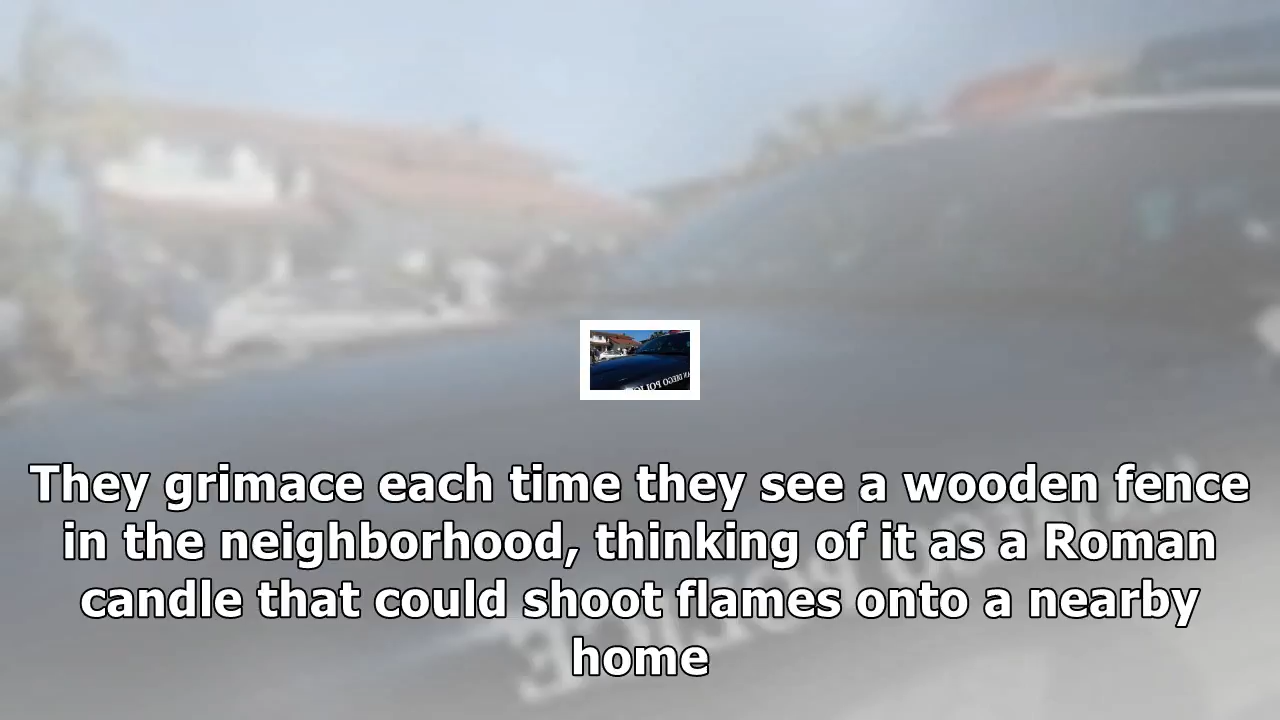 They grimace each time they see a wooden fence
in the neighborhood, thinking of it as a Roman
candle that could shoot flames onto a nearby
home